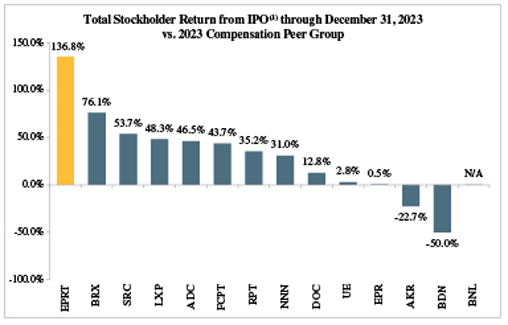 Total Stockholder Return from IPO(1) through December 31, 2023
vs. 2023 Compensation Peer Group
150.0%
100.0%
50.0%
0.0%
-50.0%
-100.0%
136.8%
76.1%
53.7%
48.3%
46.5%
43.7%
35.2%
31.0%
12.8%
2.8%
0.5%
-22.7%
-50.0%
N/A
EPRT
BRX
SRC
LXP
ADC
FCPT
RPT
NNN
DOC
UE
EPR
AKR
BDN
BNL